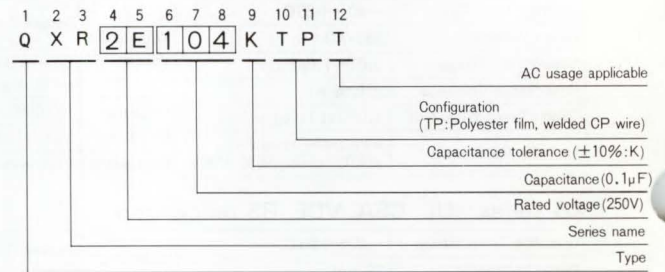 1 2 3 4 5 6 7 8 9 10 11 12
Q X R 2 E 1 0 4 K T P T
AC usage applicable
Configuration
(TP:Polyester film, welded CP wire)
Capacitance tolerance (±10%:K)
Capacitance(0.1μF)
Rated voltage(250V)
Series name
Type